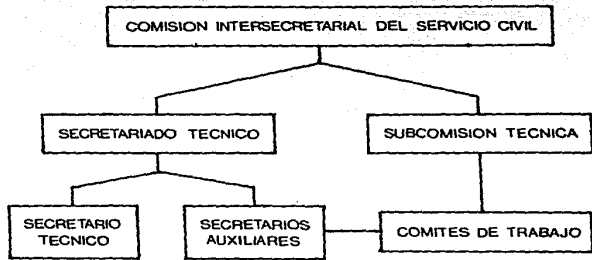 COMISION INTERSECRETARIAL DEL SERVICIO CIVIL
SECRETARIADO TECNICO
SUBCOMISION TECNICA
SECRETARIO
TECNICO
SECRETARIOS
AUXILIARES
COMITES DE TRABAJO